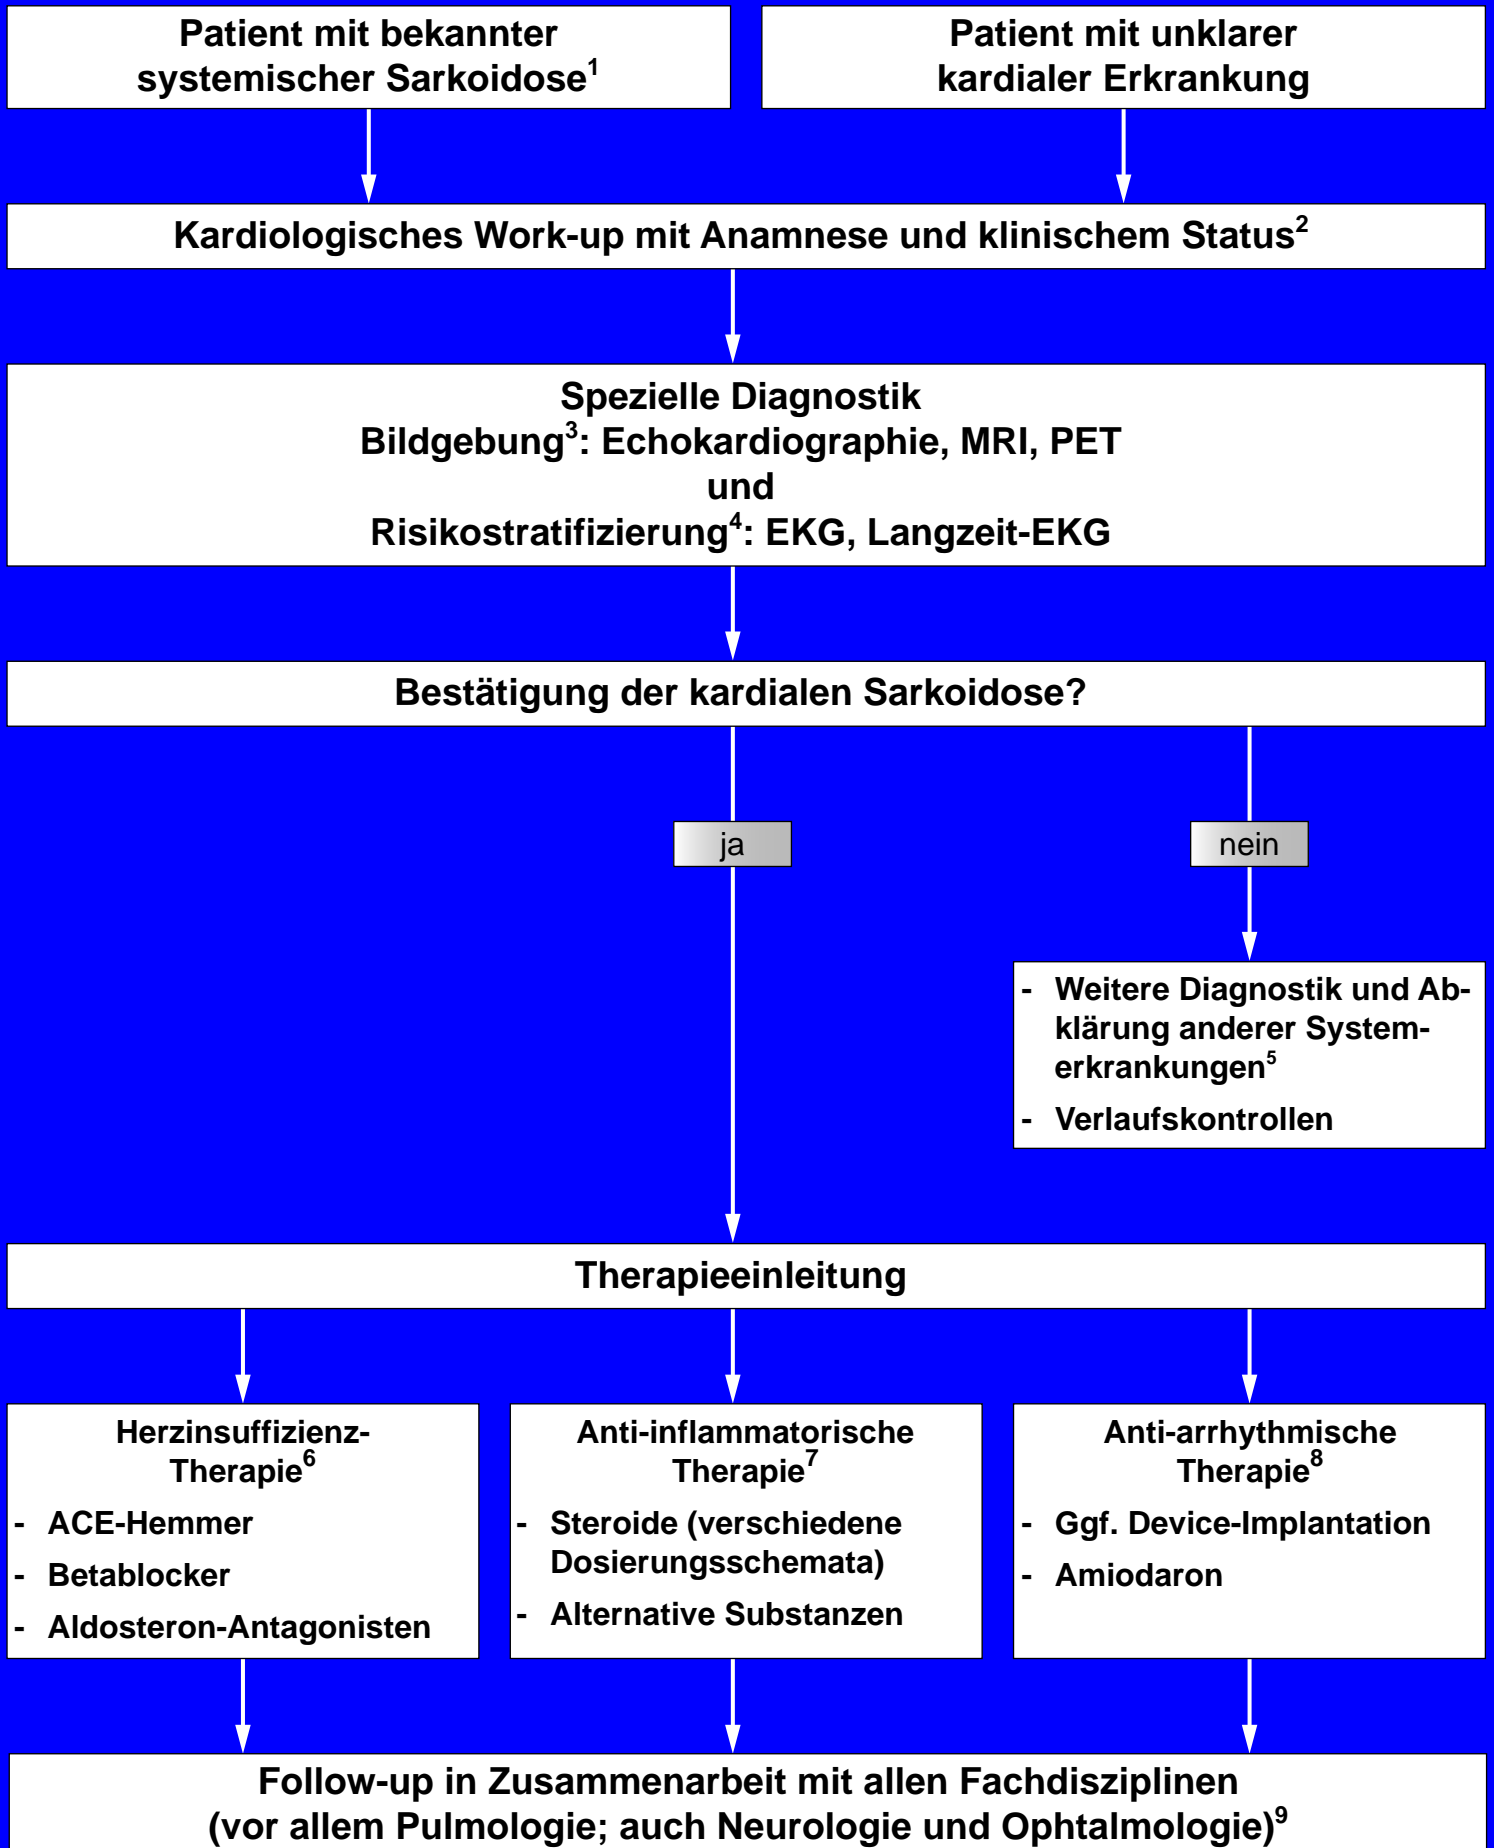 Patient mit bekannter
systemischer Sarkoidose¹
Patient mit unklarer
kardialer Erkrankung
Kardiologisches Work-up mit Anamnese und klinischem Status²
Spezielle Diagnostik
Bildgebung³: Echokardiographie, MRI, PET
und
Risikostratifizierung⁴: EKG, Langzeit-EKG
Bestätigung der kardialen Sarkoidose?
ja
nein
- Weitere Diagnostik und Ab-
klärung anderer System-
erkrankungen⁵
- Verlaufskontrollen
Therapieeinleitung
Herzinsuffizienz-
Therapie⁶
- ACE-Hemmer
- Betablocker
- Aldosteron-Antagonisten
Anti-inflammatorische
Therapie⁷
- Steroide (verschiedene
Dosierungsschemata)
- Alternative Substanzen
Anti-arrhythmische
Therapie⁸
- Ggf. Device-Implantation
- Amiodaron
Follow-up in Zusammenarbeit mit allen Fachdisziplinen
(vor allem Pulmologie; auch Neurologie und Ophtalmologie)⁹